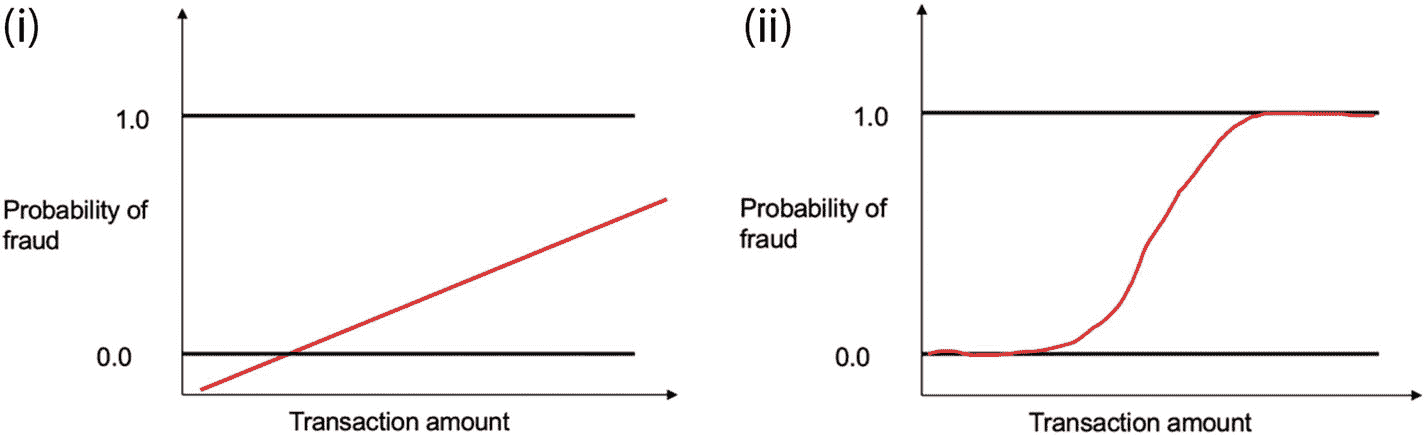 (i)
1.0
Probability of
fraud
0.0
Transaction amount
(ii)
1.0
Probability of
fraud
0.0
Transaction amount